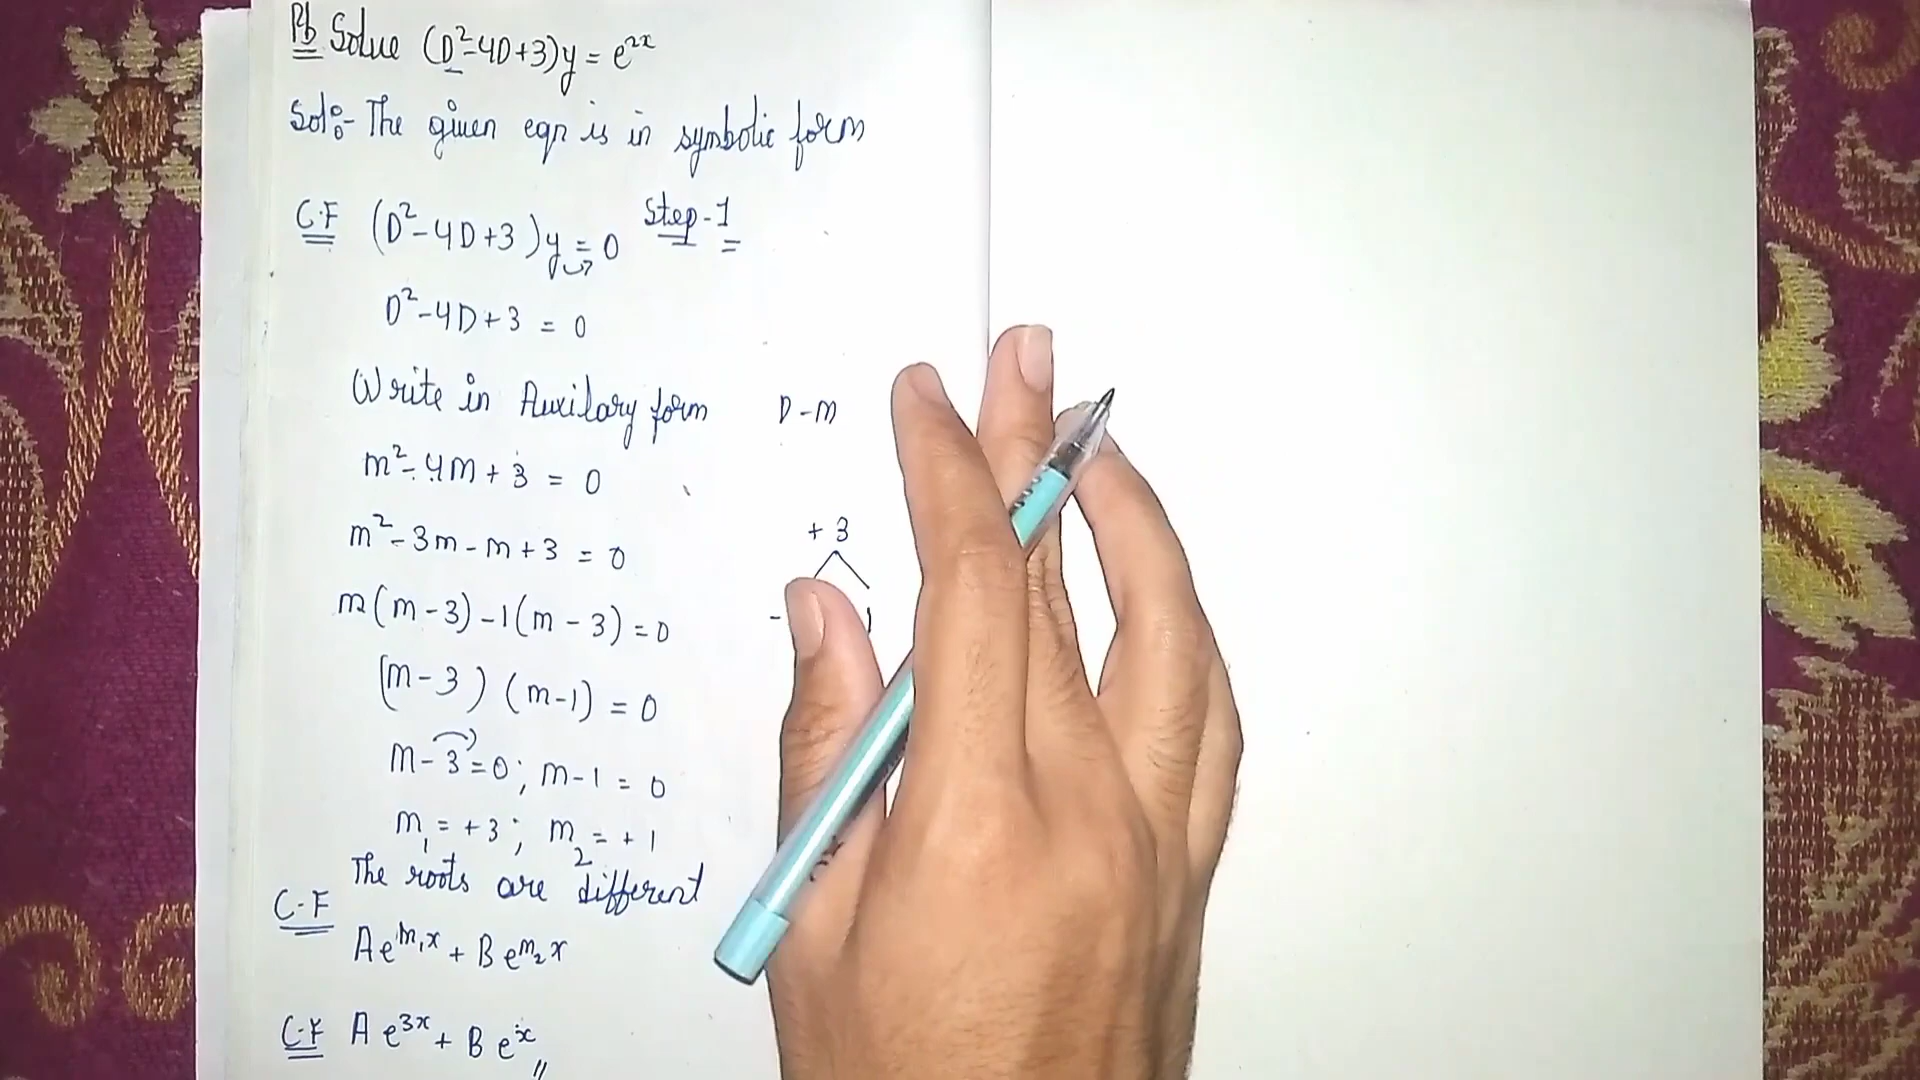 Pb Solve (D²-4D+3)y = e²ˣ
Sol:- The given eqn is in symbolic form
C.F (D²-4D+3)y = 0 Step-1
D²-4D+3 = 0
Write in Auxilary form D-m
m²-4m+3 = 0
m²-3m-m+3 = 0
+3
m(m-3)-1(m-3)=0
(m-3)(m-1)=0
m-3=0; m-1=0
m₁=+3; m₂=+1
The roots are different
C-F
Ae^m₁x + Be^m₂x
C.F Ae³ˣ + Beˣ